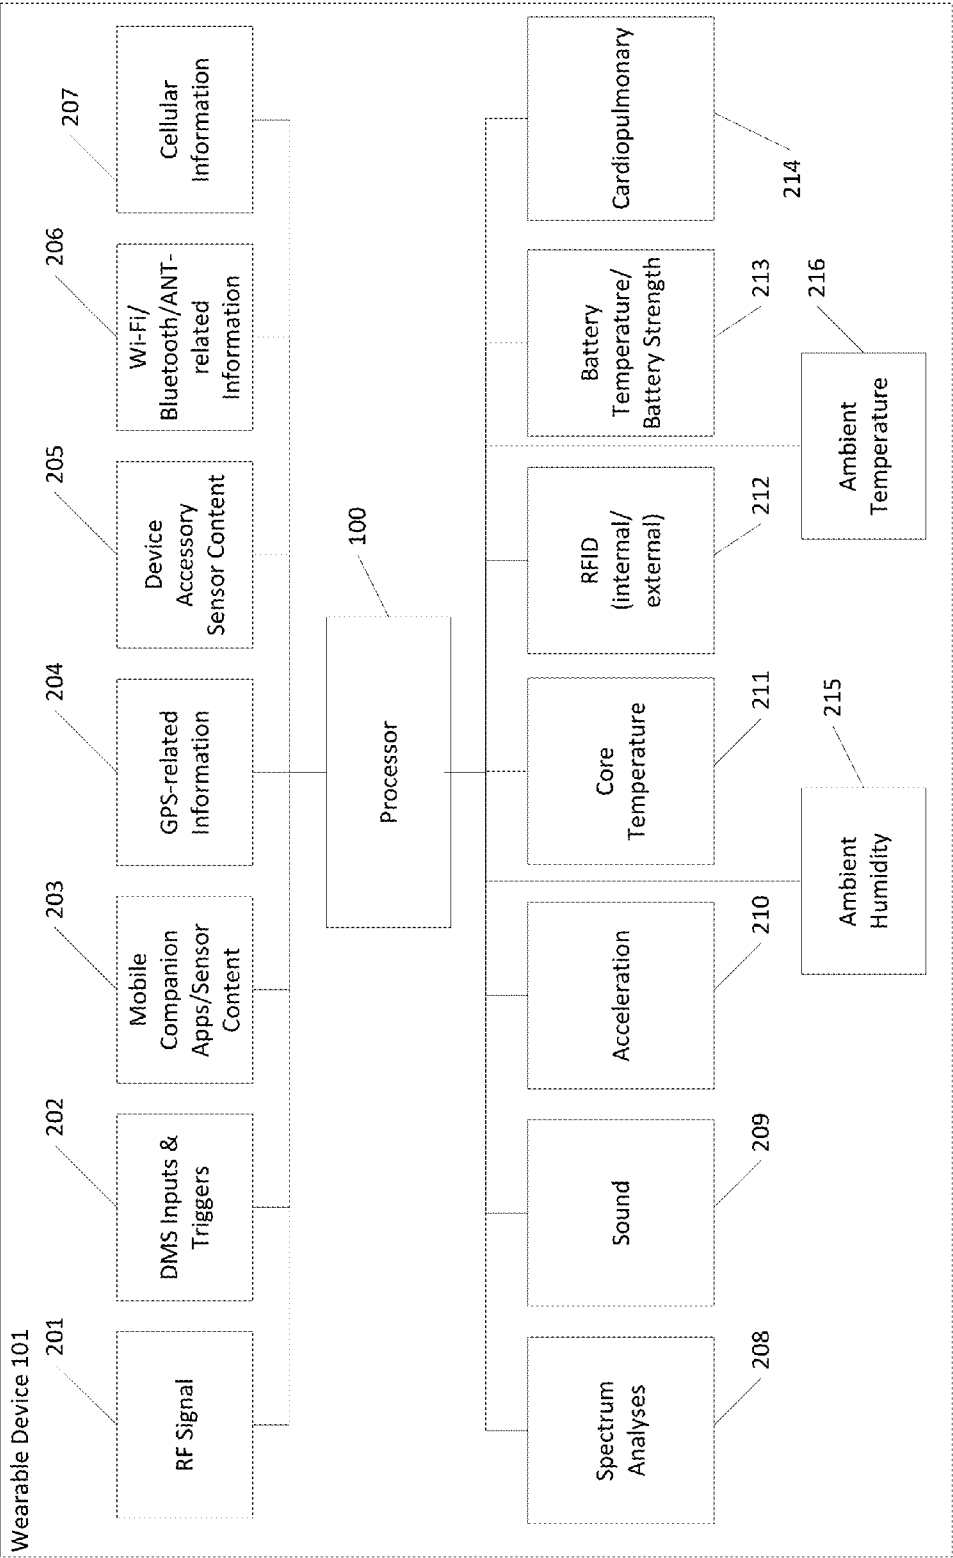 Wearable Device 101
201
202
203
204
205
206
207
RF Signal
DMS Inputs &
Triggers
Mobile
Companion
Apps/Sensor
Content
GPS-related
Information
Device
Accessory
Sensor Content
Wi-Fi/
Bluetooth/ANT-
related
Information
Cellular
Information
Processor
100
Spectrum
Analyses
Sound
Acceleration
Core
Temperature
RFID
(internal/
external)
Battery
Temperature/
Battery Strength
Cardiopulmonary
208
209
210
211
212
213
214
Ambient
Humidity
215
Ambient
Temperature
216